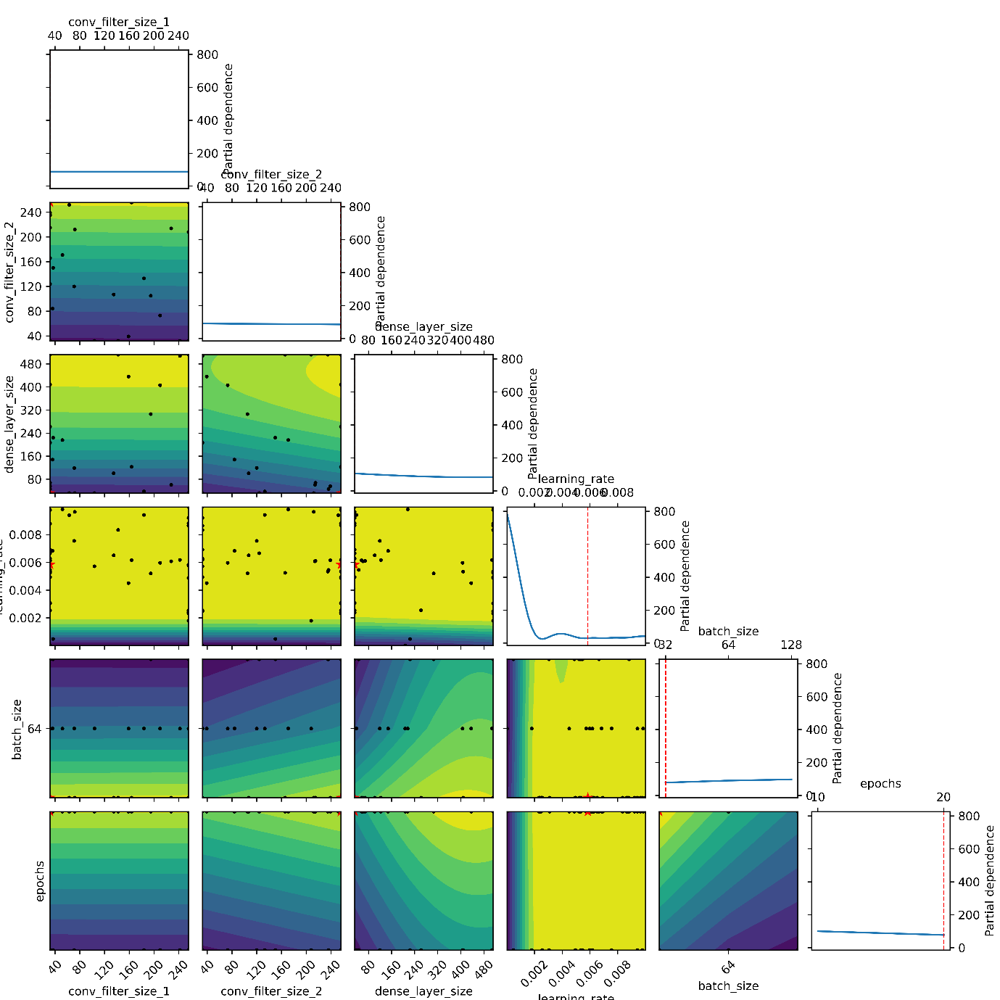 conv_filter_size_1
40 80 120 160 200 240
800
600
400
200
0
Partial dependence
conv_filter_size_2
40 80 120 160 200 240
240
200
160
120
80
40
conv_filter_size_2
800
600
400
200
0
Partial dependence
dense_layer_size
80 160 240 320 400 480
480
400
320
240
160
80
dense_layer_size
800
600
400
200
0
Partial dependence
learning_rate
0.002 0.004 0.006 0.008
0.008
0.006
0.004
0.002
learning_rate
800
600
400
200
0
Partial dependence
batch_size
32 64 128
64
batch_size
800
600
400
200
0
Partial dependence
epochs
10 20
epochs
800
600
400
200
0
Partial dependence
40 80 120 160 200 240
conv_filter_size_1
40 80 120 160 200 240
conv_filter_size_2
80 160 240 320 400 480
dense_layer_size
0.002 0.004 0.006 0.008
learning_rate
64
batch_size